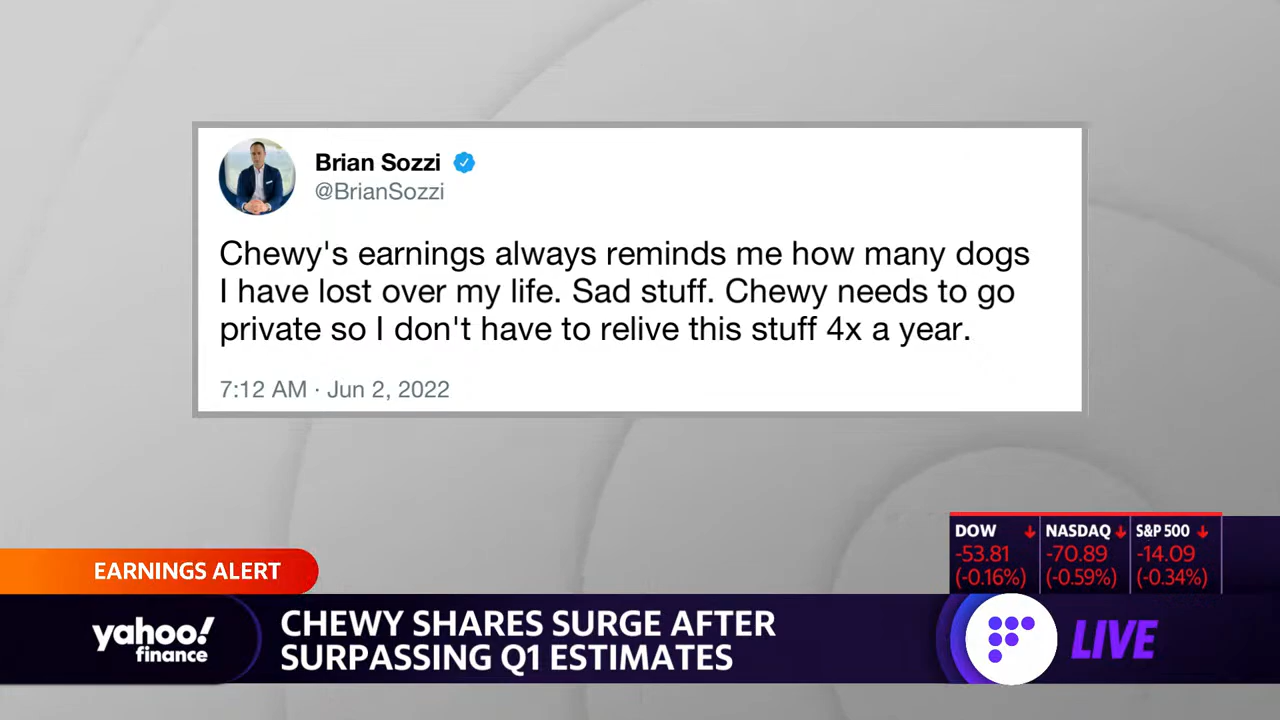 Brian Sozzi
@BrianSozzi
Chewy's earnings always reminds me how many dogs
I have lost over my life. Sad stuff. Chewy needs to go
private so I don't have to relive this stuff 4x a year.
7:12 AM · Jun 2, 2022
DOW
-53.81
(-0.16%)
NASDAQ
-70.89
(-0.59%)
S&P 500
-14.09
(-0.34%)
EARNINGS ALERT
yahoo!
finance
CHEWY SHARES SURGE AFTER
SURPASSING Q1 ESTIMATES
LIVE